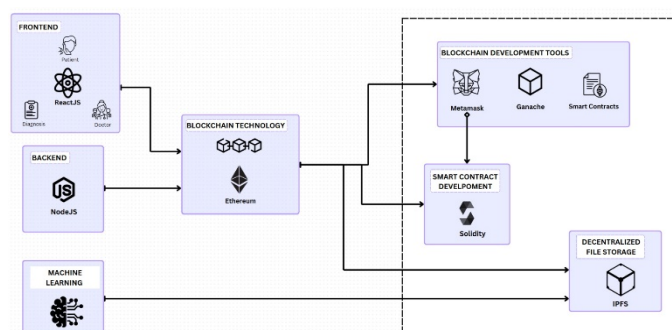 FRONTEND
Patient
ReactJS
Diagnosis
Doctor
BACKEND
JS
NodeJS
MACHINE
LEARNING
BLOCKCHAIN TECHNOLOGY
Ethereum
BLOCKCHAIN DEVELOPMENT TOOLS
Metamask
Ganache
Smart Contracts
SMART CONTRACT
DEVELPOMENT
Solidity
DECENTRALIZED
FILE STORAGE
IPFS